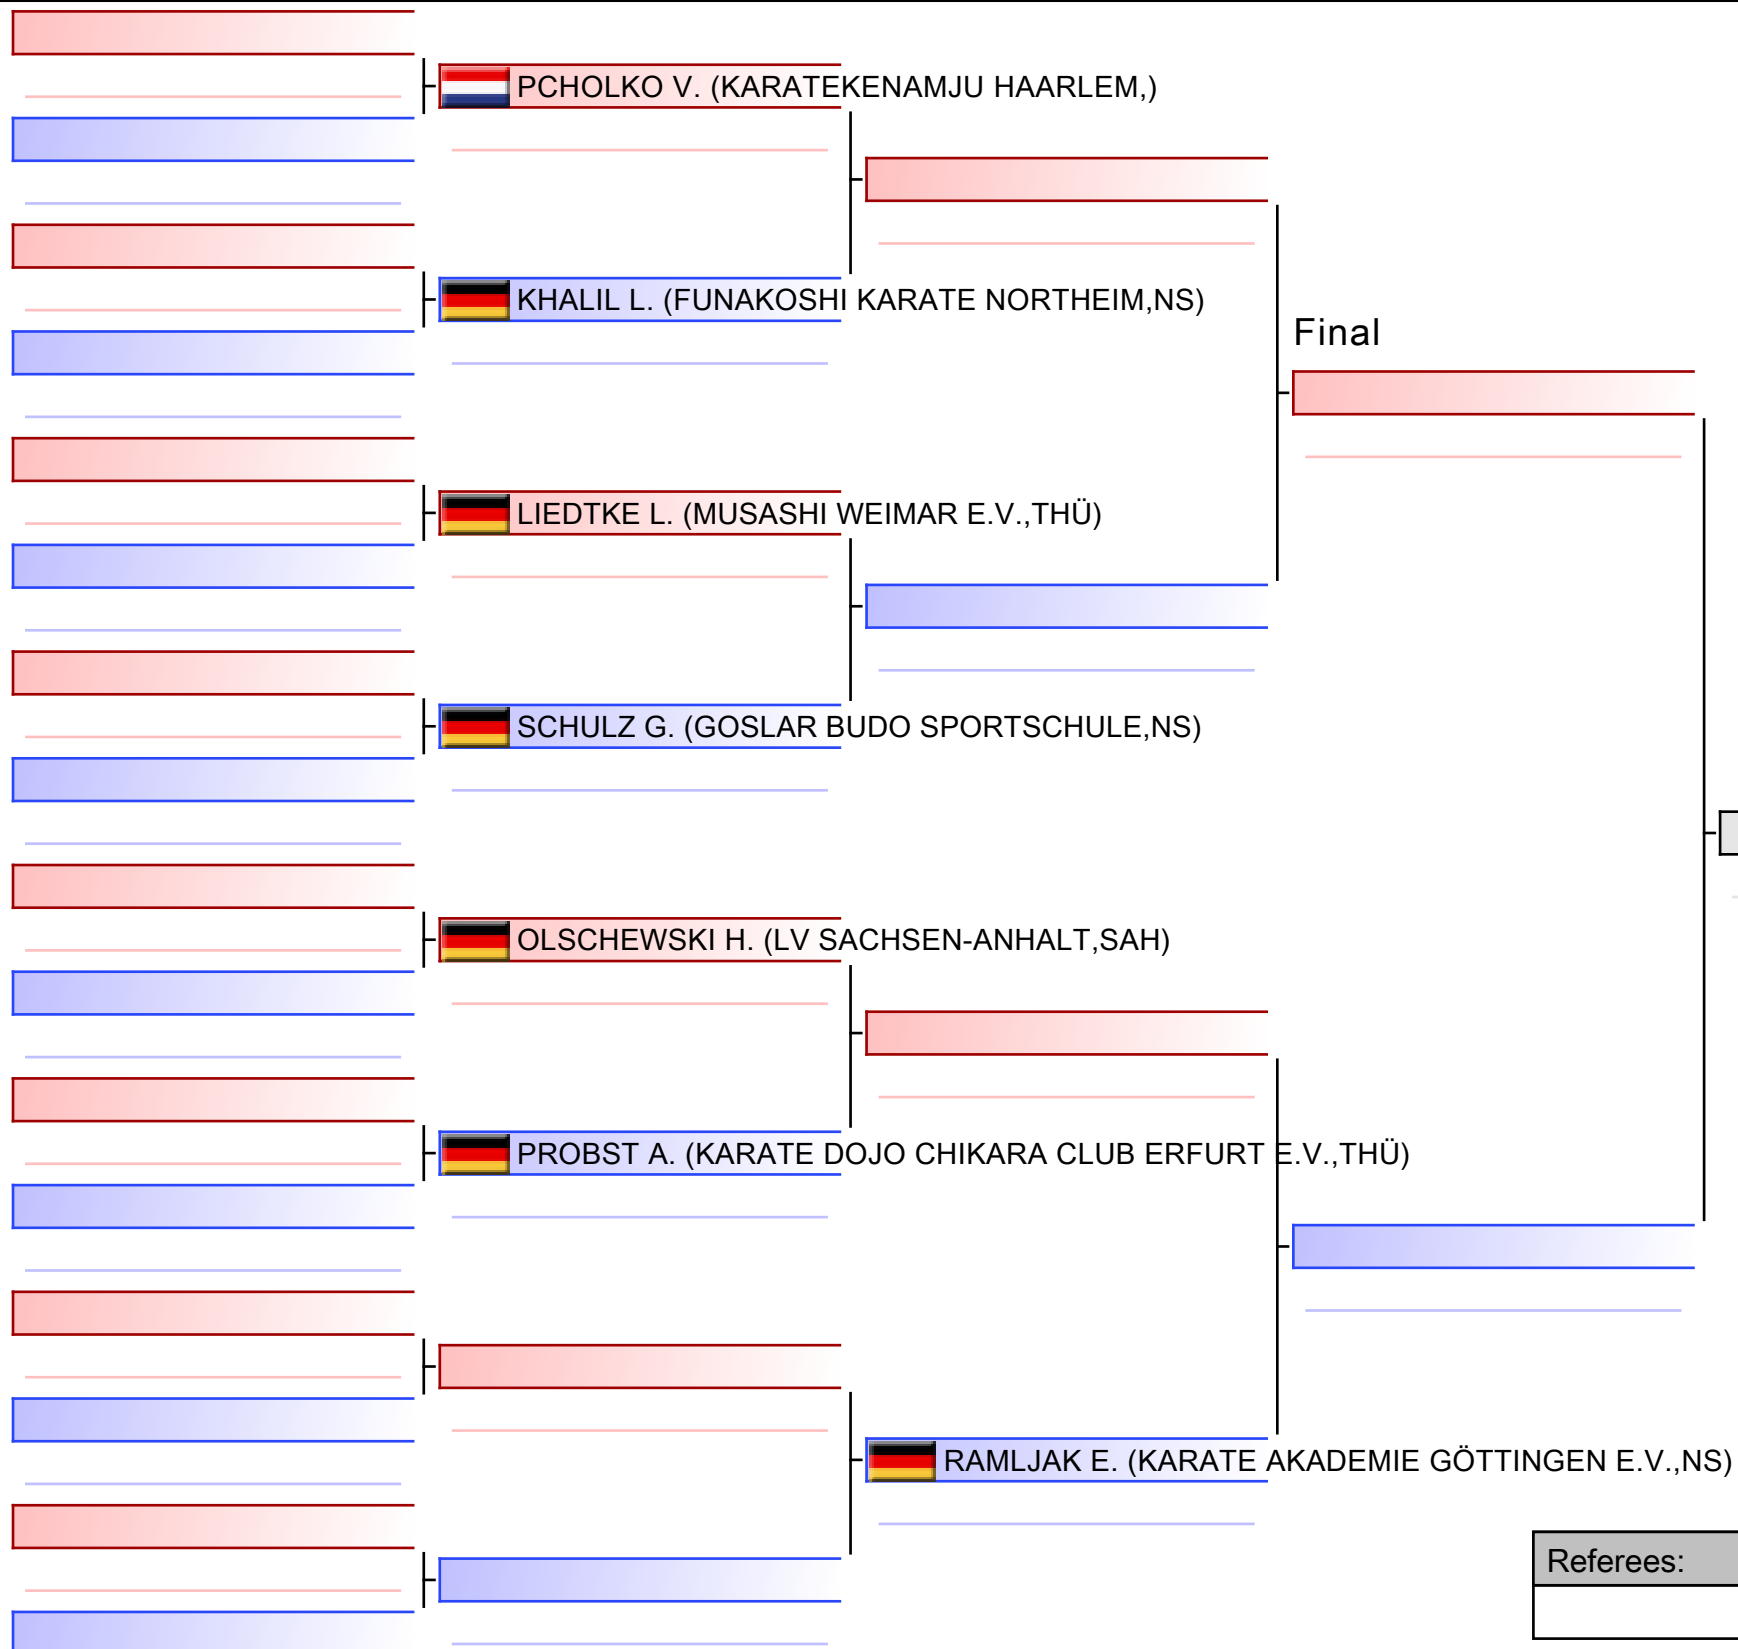 PCHOLKO V. (KARATEKENAMJU HAARLEM,)
KHALIL L. (FUNAKOSHI KARATE NORTHEIM,NS)
Final
LIEDTKE L. (MUSASHI WEIMAR E.V.,THÜ)
SCHULZ G. (GOSLAR BUDO SPORTSCHULE,NS)
OLSCHEWSKI H. (LV SACHSEN-ANHALT,SAH)
PROBST A. (KARATE DOJO CHIKARA CLUB ERFURT E.V.,THÜ)
RAMLJAK E. (KARATE AKADEMIE GÖTTINGEN E.V.,NS)
Referees: